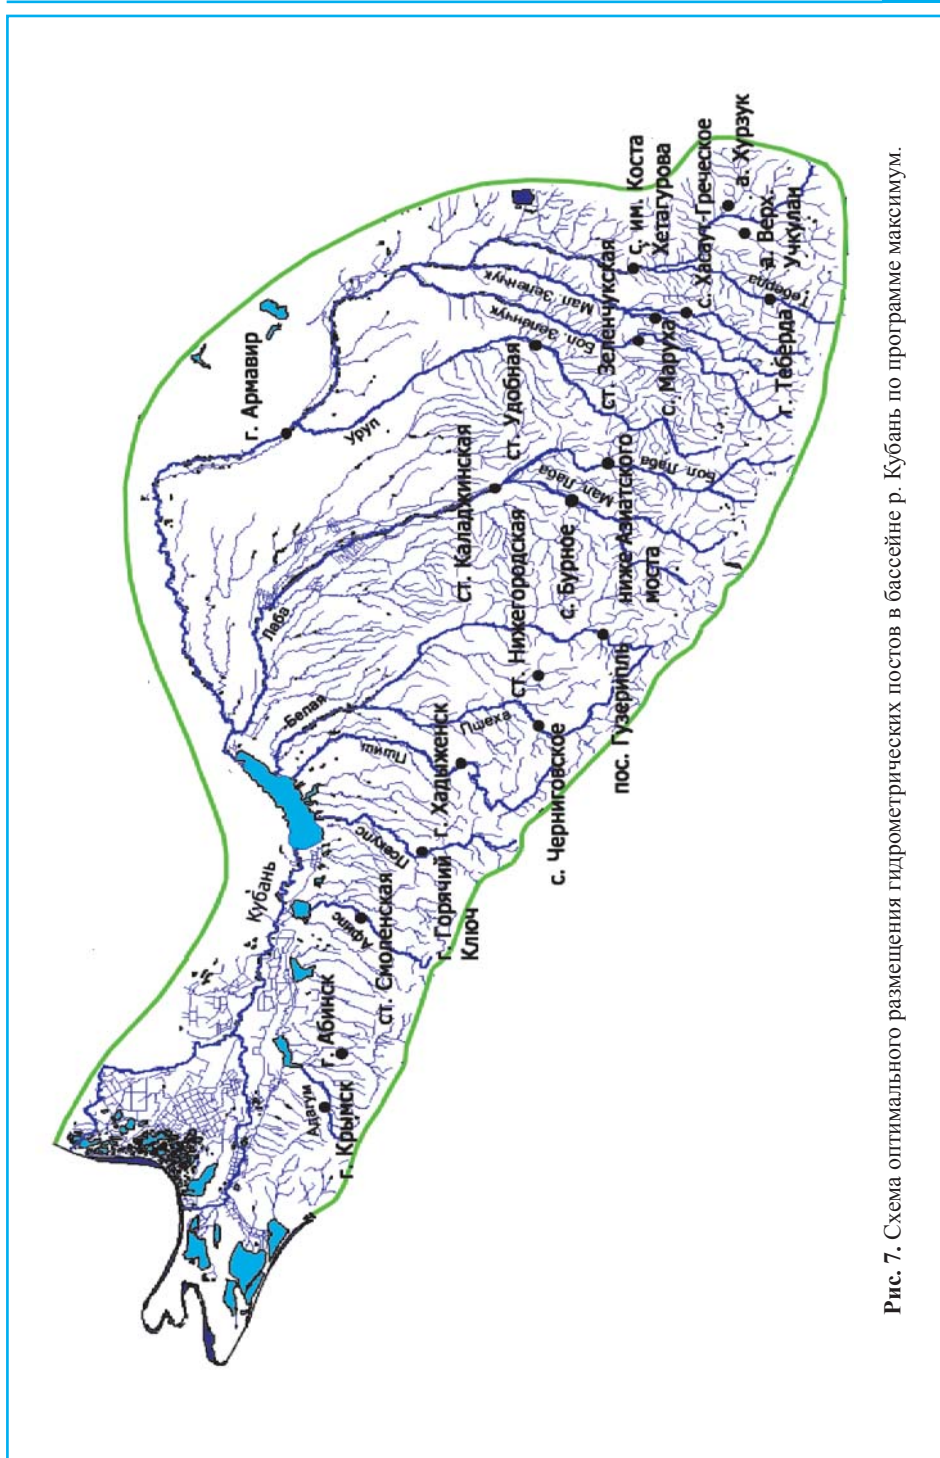 г. Армавир
Уруп
ст. Удобная
Бол. Зеленчук
Мал. Зеленчук
ст. Зеленчукская
с. им. Коста
Хетагурова
с. Маруха
с. Хасаут-Греческое
а. Хурзук
а. Верх.
Учкулан
Теберда
г. Теберда
Лаба
ст. Каладжинская
Мал. Лаба
Бол. Лаба
с. Бурное
ниже Азиатского
моста
ст. Нижегородская
Белая
Пшеха
Пшиш
г. Хадыженск
пос. Гузерипль
с. Черниговское
Кубань
Псекупс
г. Горячий
Ключ
Афипс
ст. Смоленская
г. Абинск
Адагум
г. Крымск
Рис. 7. Схема оптимального размещения гидрометрических постов в бассейне р. Кубань по программе максимум.